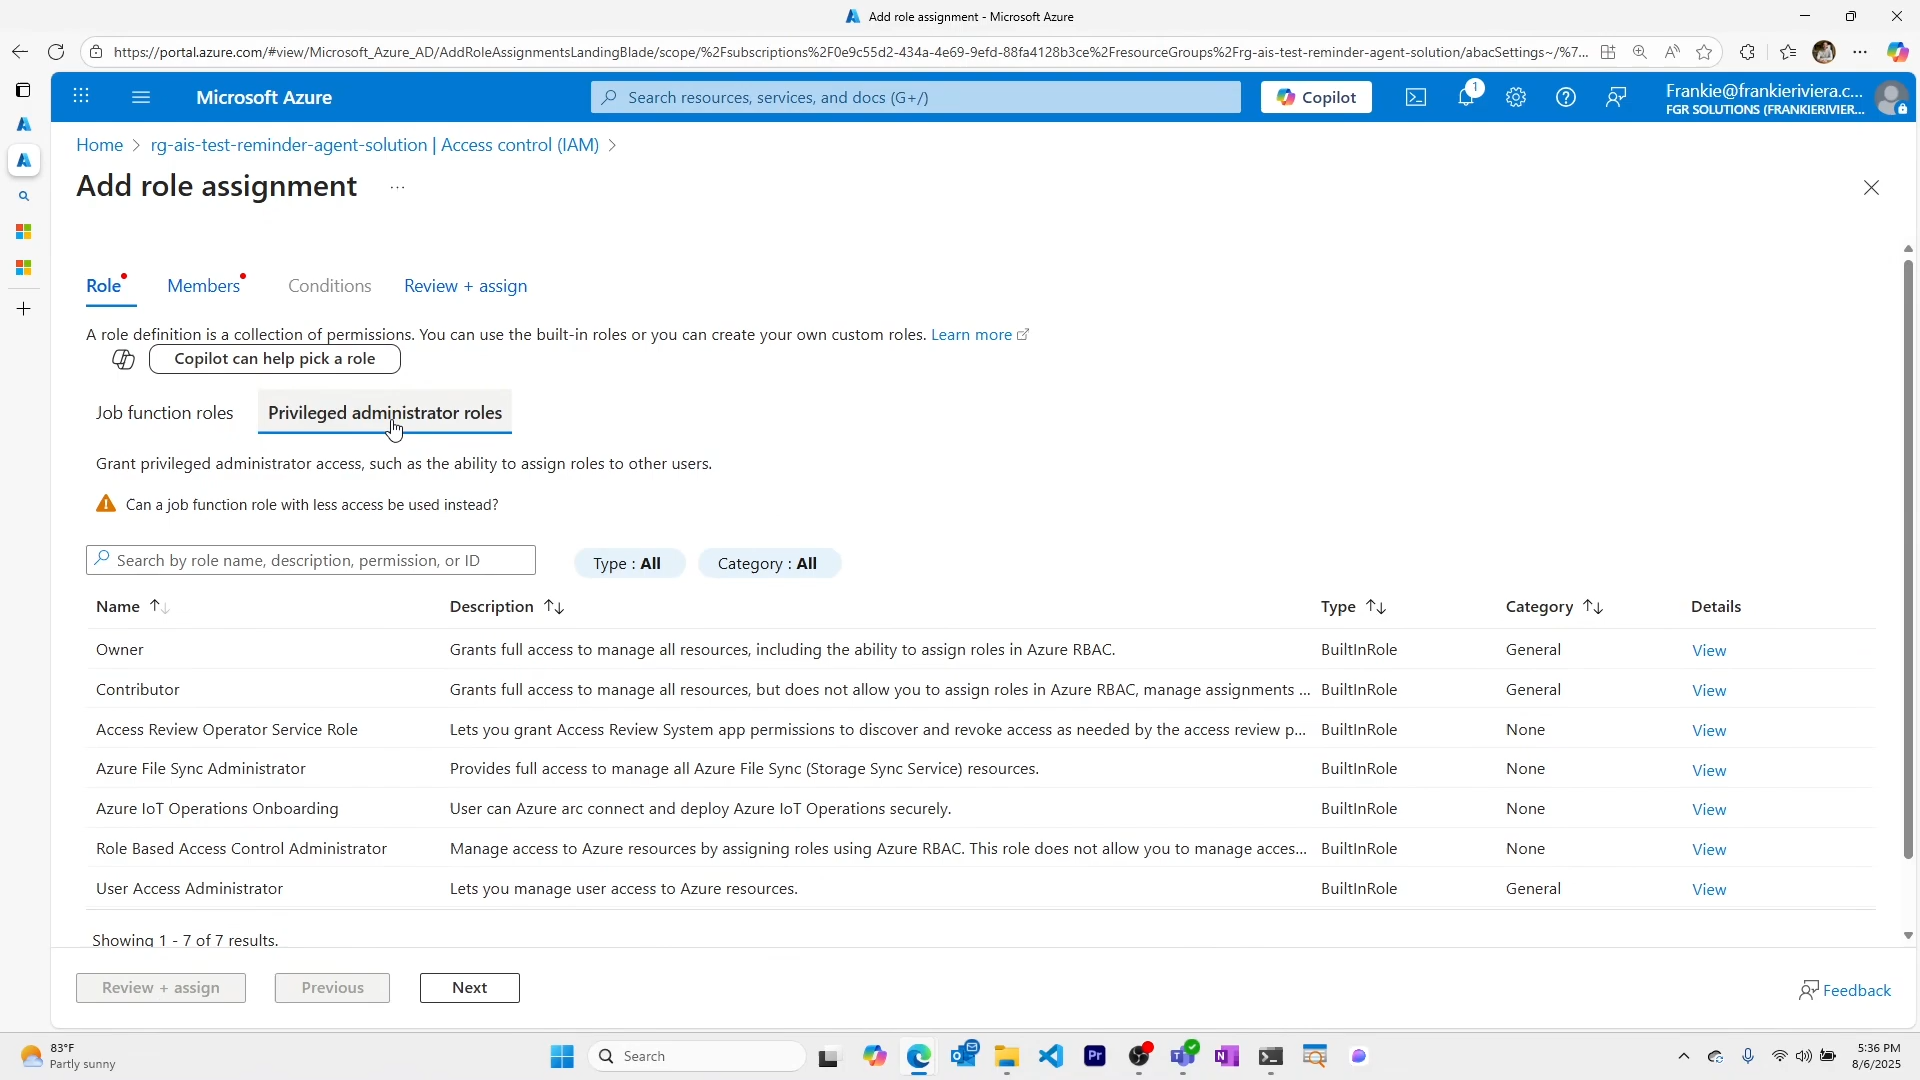 Add role assignment - Microsoft Azure
https://portal.azure.com/#view/Microsoft_Azure_AD/AddRoleAssignmentsLandingBlade/scope/%2Fsubscriptions%2F0e9c55d2-434a-4e69-9efd-88fa4128b3ce%2FresourceGroups%2Frg-ais-test-reminder-agent-solution/abacSettings~/%7...
Microsoft Azure
Search resources, services, and docs (G+/)
Copilot
1
Frankie@frankieriviera.c...
FGR SOLUTIONS (FRANKIERIVIER...
Home > rg-ais-test-reminder-agent-solution | Access control (IAM) >
Add role assignment ...
Role Members Conditions Review + assign
A role definition is a collection of permissions. You can use the built-in roles or you can create your own custom roles. Learn more
Copilot can help pick a role
Job function roles Privileged administrator roles
Grant privileged administrator access, such as the ability to assign roles to other users.
Can a job function role with less access be used instead?
Search by role name, description, permission, or ID Type : All Category : All
Name Description Type Category Details
Owner Grants full access to manage all resources, including the ability to assign roles in Azure RBAC. BuiltInRole General View
Contributor Grants full access to manage all resources, but does not allow you to assign roles in Azure RBAC, manage assignments ... BuiltInRole General View
Access Review Operator Service Role Lets you grant Access Review System app permissions to discover and revoke access as needed by the access review p... BuiltInRole None View
Azure File Sync Administrator Provides full access to manage all Azure File Sync (Storage Sync Service) resources. BuiltInRole None View
Azure IoT Operations Onboarding User can Azure arc connect and deploy Azure IoT Operations securely. BuiltInRole None View
Role Based Access Control Administrator Manage access to Azure resources by assigning roles using Azure RBAC. This role does not allow you to manage acces... BuiltInRole None View
User Access Administrator Lets you manage user access to Azure resources. BuiltInRole General View
Showing 1 - 7 of 7 results.
Review + assign Previous Next
Feedback
83°F
Partly sunny
Search
Pr
N
5:36 PM
8/6/2025